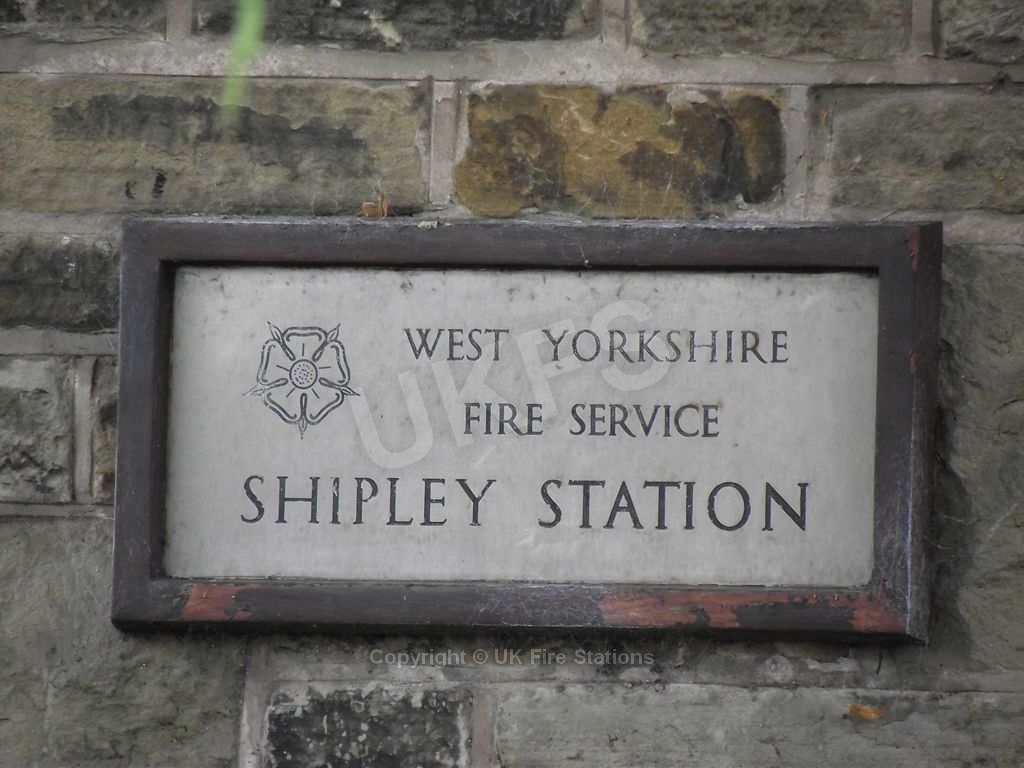 WEST YORKSHIRE
FIRE SERVICE
SHIPLEY STATION
UKFS
Copyright © UK Fire Stations